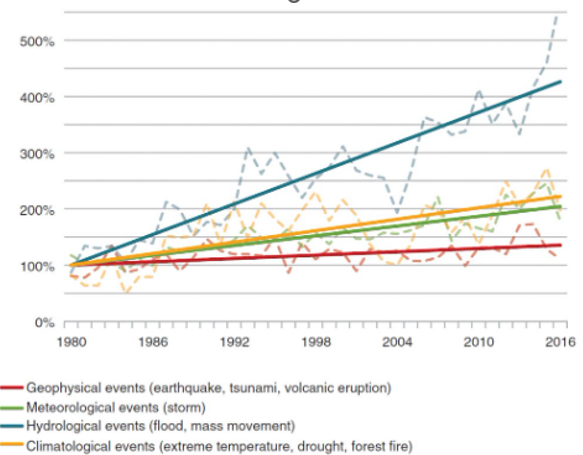 500%
400%
300%
200%
100%
0%
1980 1986 1992 1998 2004 2010 2016
Geophysical events (earthquake, tsunami, volcanic eruption)
Meteorological events (storm)
Hydrological events (flood, mass movement)
Climatological events (extreme temperature, drought, forest fire)